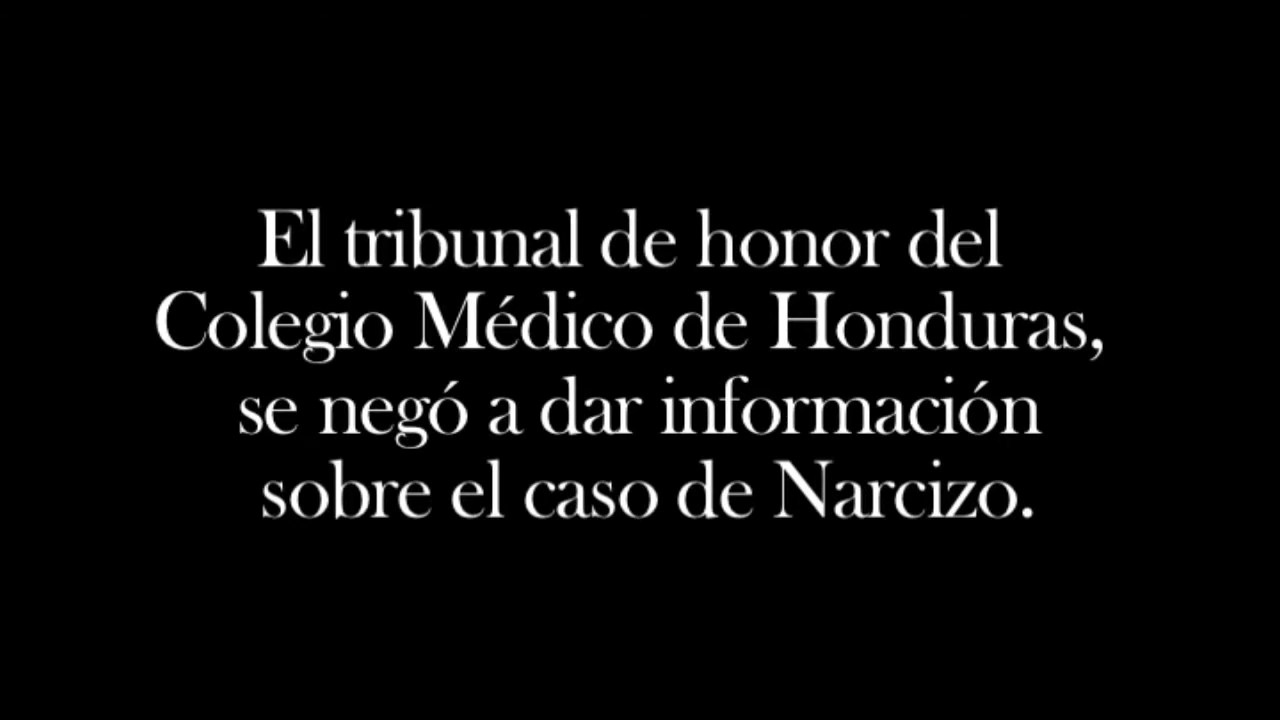 El tribunal de honor del
Colegio Médico de Honduras,
se negó a dar información
sobre el caso de Narcizo.